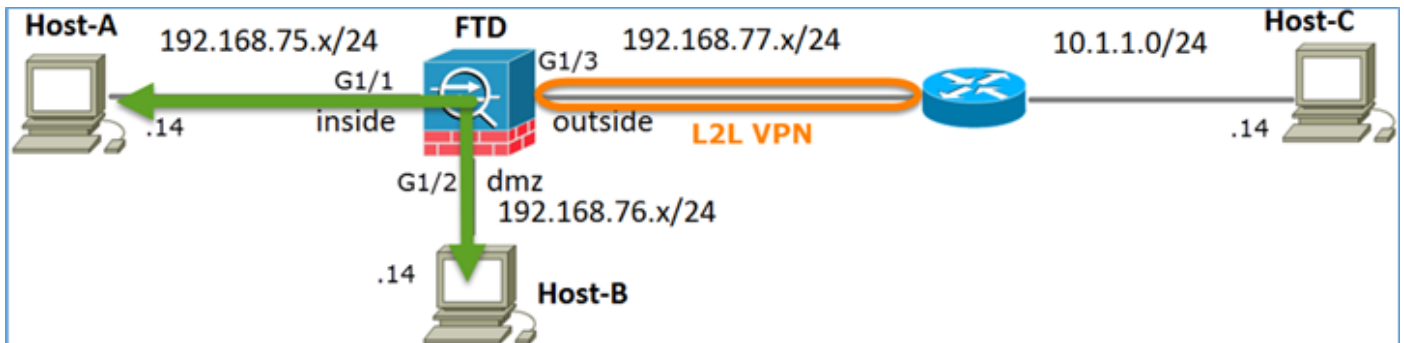 Host-A
192.168.75.x/24
FTD
192.168.77.x/24
10.1.1.0/24
Host-C
G1/1
G1/3
.14
inside
outside
L2L VPN
.14
G1/2
dmz
192.168.76.x/24
.14
Host-B